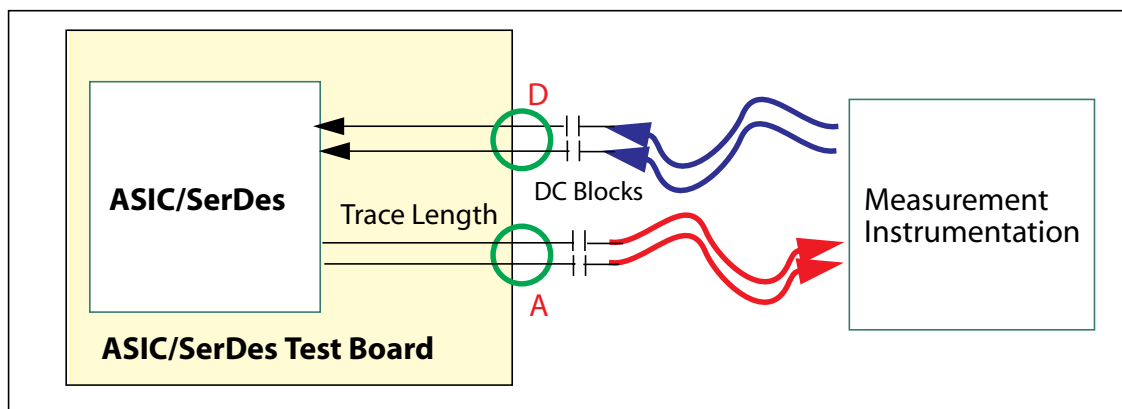 D
DC Blocks
ASIC/SerDes
Trace Length
Measurement
Instrumentation
A
ASIC/SerDes Test Board